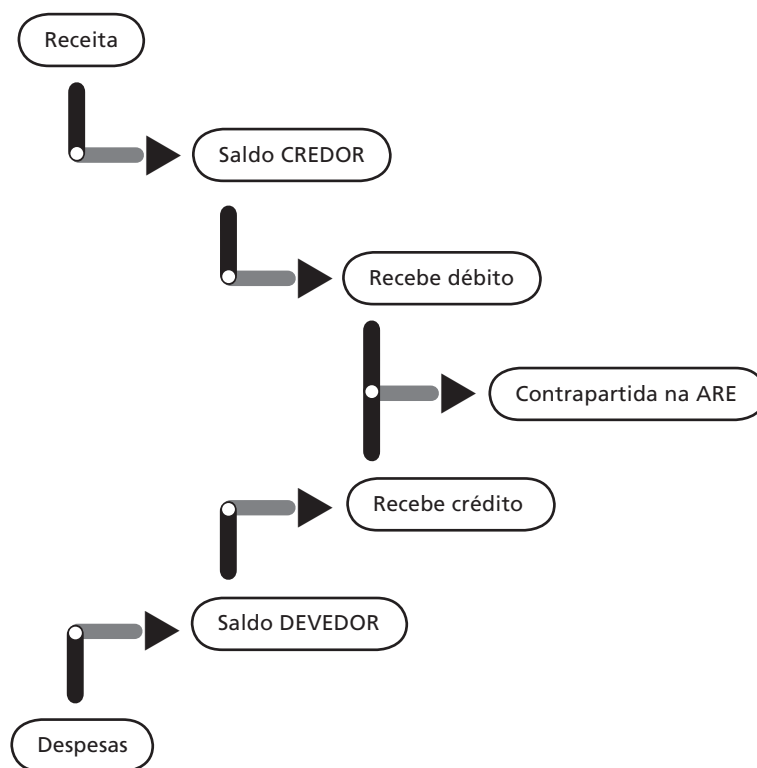 Receita
Saldo CREDOR
Recebe débito
Contrapartida na ARE
Recebe crédito
Saldo DEVEDOR
Despesas